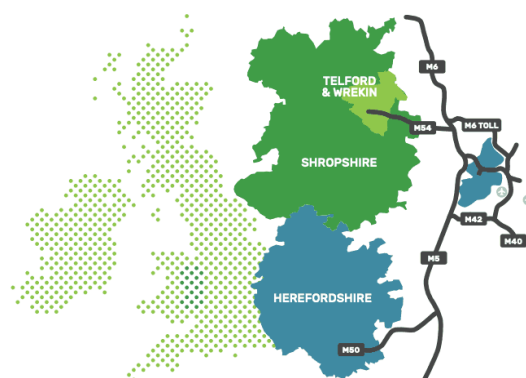 M6
TELFORD
& WREKIN
M54
M6 TOLL
SHROPSHIRE
M42
M40
M5
HEREFORDSHIRE
M50